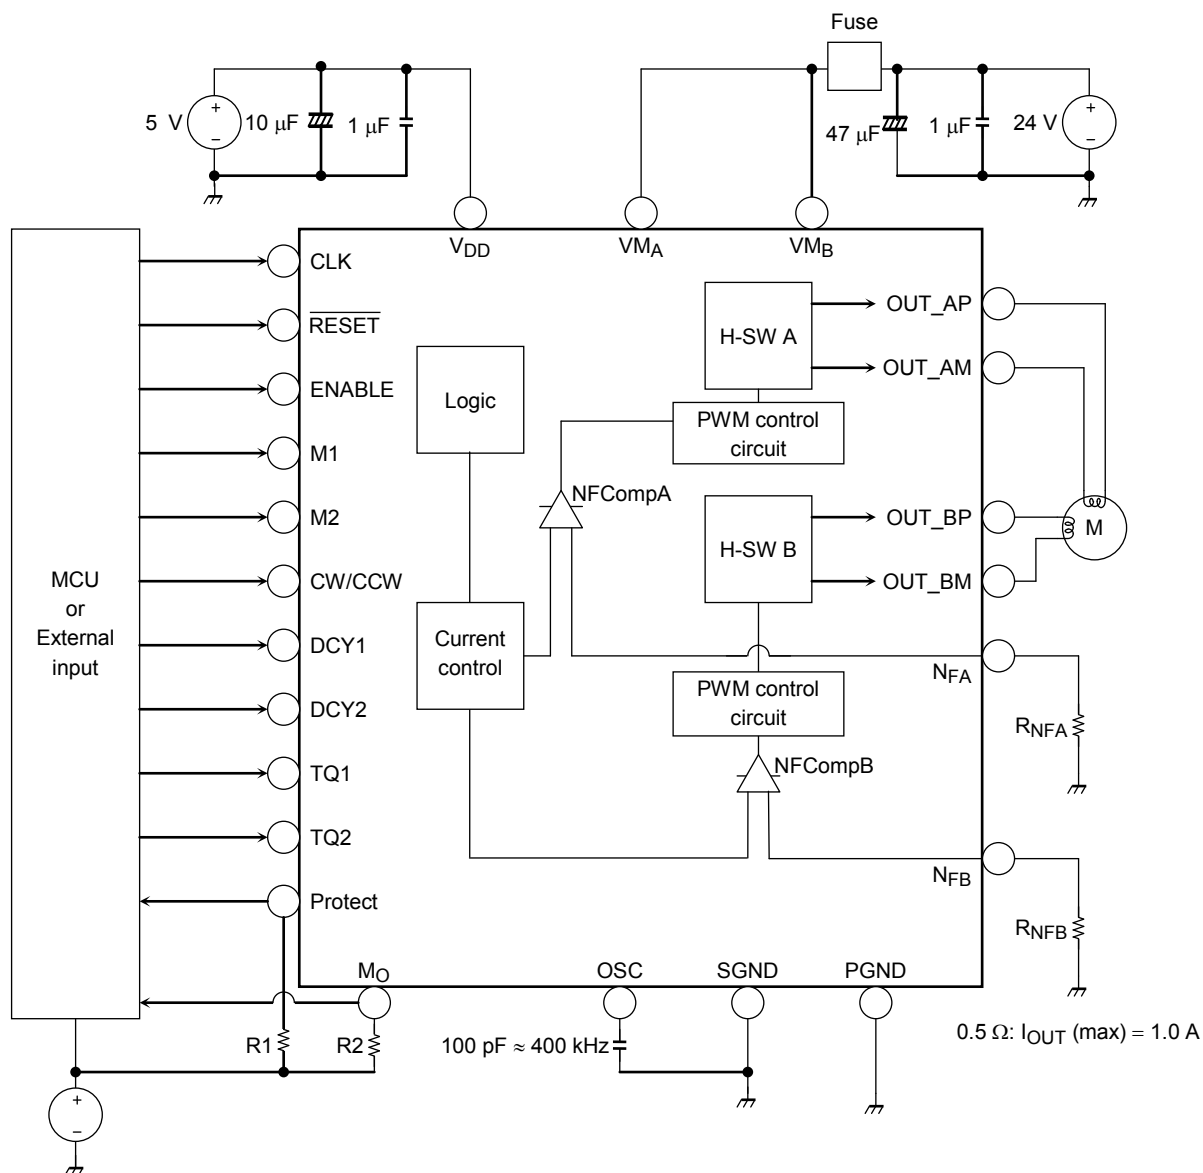 Fuse
5 V
10 μF
1 μF
47 μF
1 μF
24 V
+
−
+
−
VDD
VMA
VMB
MCU
or
External
input
CLK
RESET
ENABLE
M1
M2
CW/CCW
DCY1
DCY2
TQ1
TQ2
Protect
Logic
Current
control
H-SW A
PWM control
circuit
NFCompA
H-SW B
PWM control
circuit
NFCompB
OUT_AP
OUT_AM
OUT_BP
OUT_BM
M
NFA
NFB
RNFA
RNFB
MO
OSC
SGND
PGND
R1
R2
100 pF ≈ 400 kHz
0.5 Ω: IOUT (max) = 1.0 A
+
−